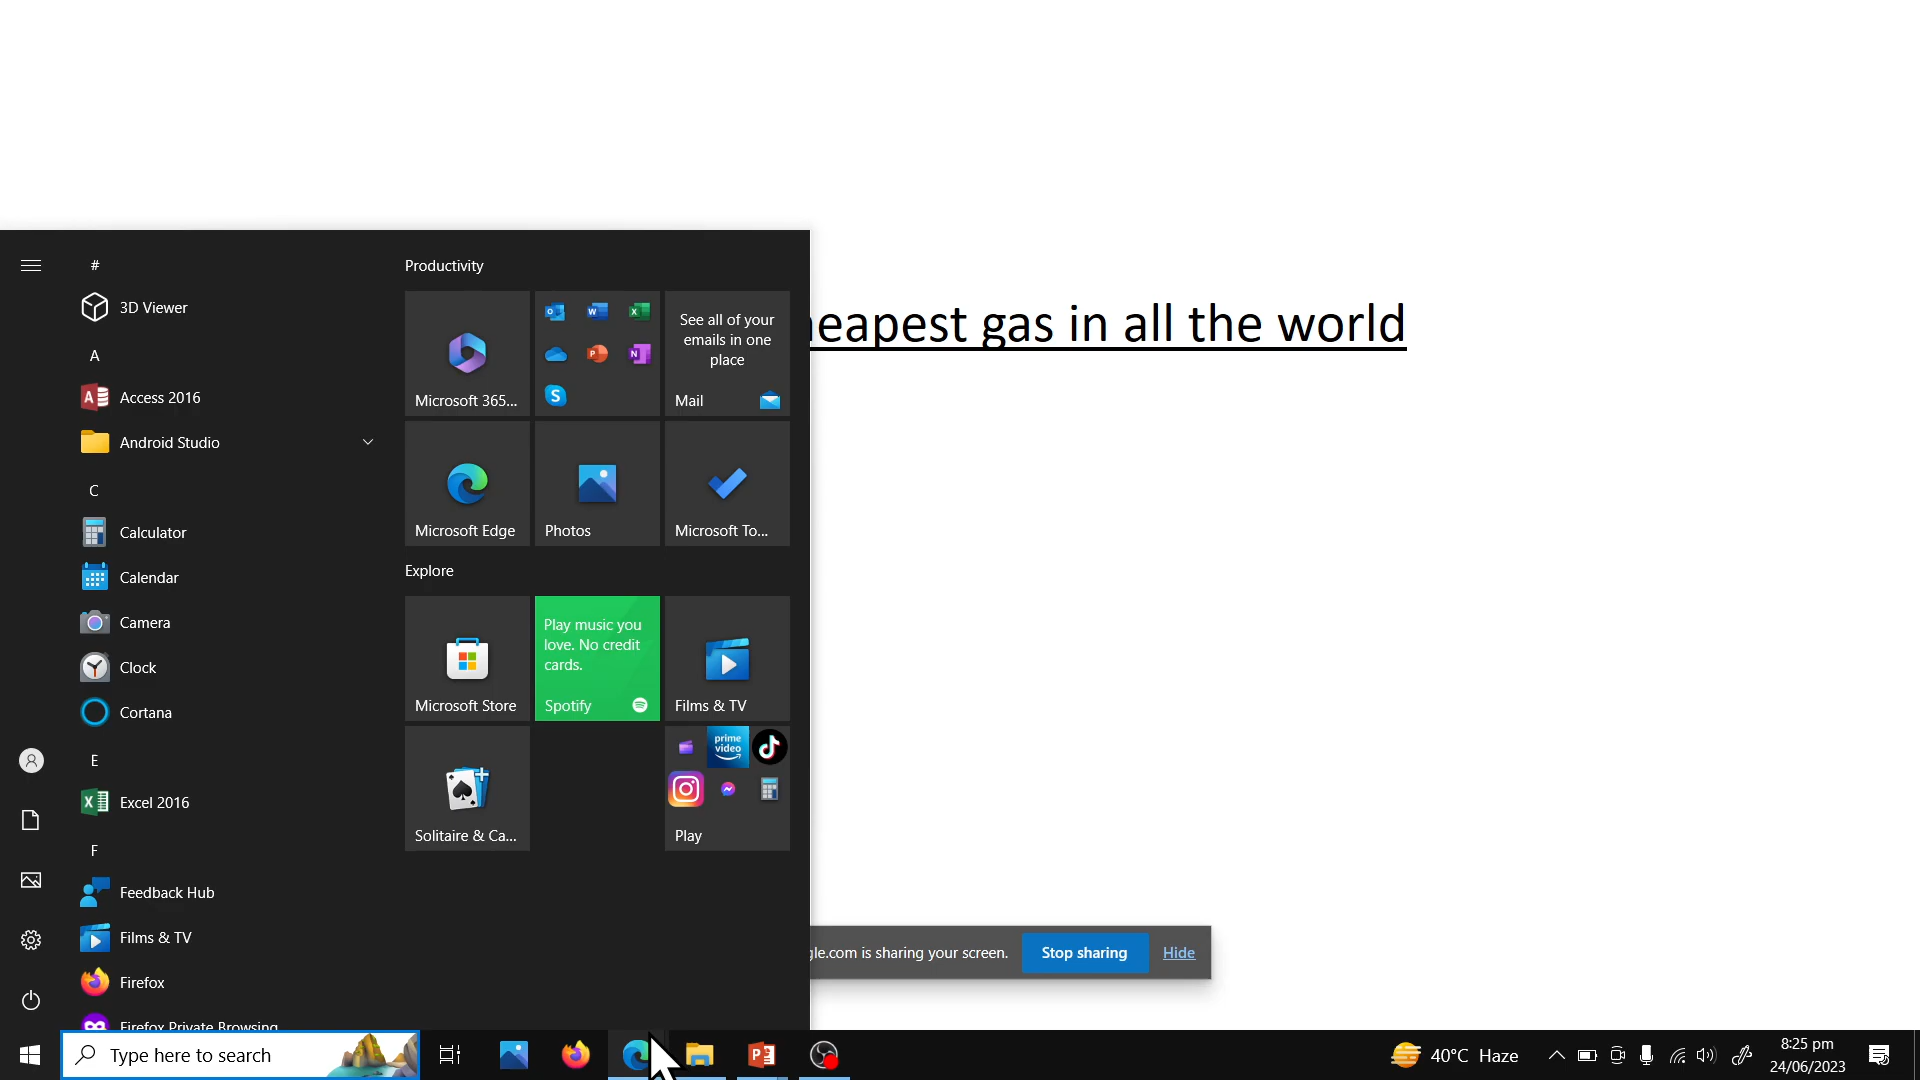 #
3D Viewer
A
Access 2016
Android Studio
C
Calculator
Calendar
Camera
Clock
Cortana
E
Excel 2016
F
Feedback Hub
Films & TV
Firefox
Firefox Private Browsing
Productivity
Microsoft 365...
See all of your
emails in one
place
Mail
Microsoft Edge
Photos
Microsoft To...
Explore
Microsoft Store
Play music you
love. No credit
cards.
Spotify
Films & TV
Solitaire & Ca...
prime
video
Play
heapest gas in all the world
gle.com is sharing your screen.
Stop sharing
Hide
Type here to search
40°C Haze
8:25 pm
24/06/2023